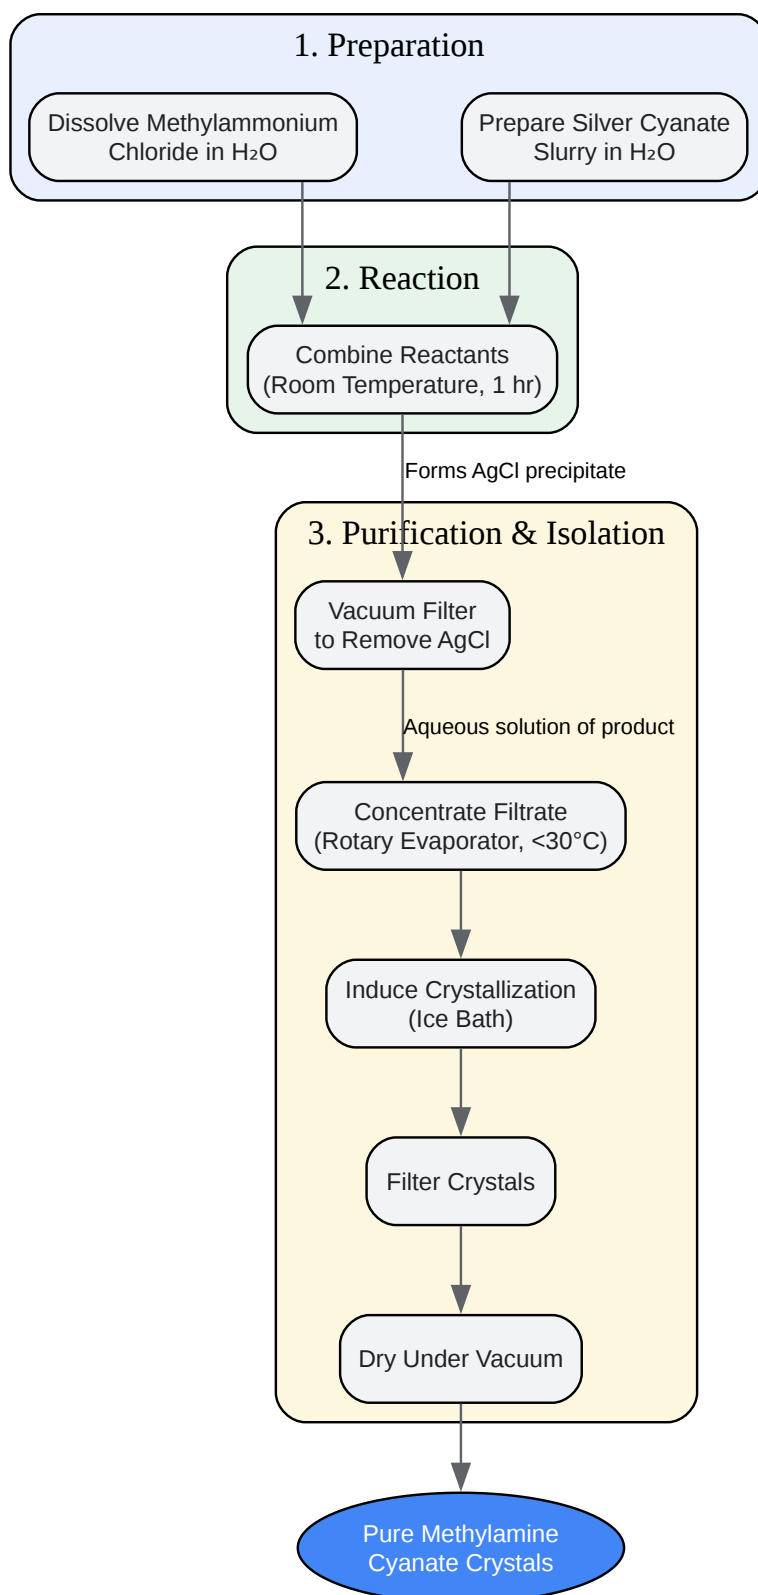 1. Preparation
Dissolve Methylammonium
Chloride in H₂O
Prepare Silver Cyanate
Slurry in H₂O
2. Reaction
Combine Reactants
(Room Temperature, 1 hr)
Forms AgCl precipitate
3. Purification & Isolation
Vacuum Filter
to Remove AgCl
Aqueous solution of product
Concentrate Filtrate
(Rotary Evaporator, <30°C)
Induce Crystallization
(Ice Bath)
Filter Crystals
Dry Under Vacuum
Pure Methylamine
Cyanate Crystals